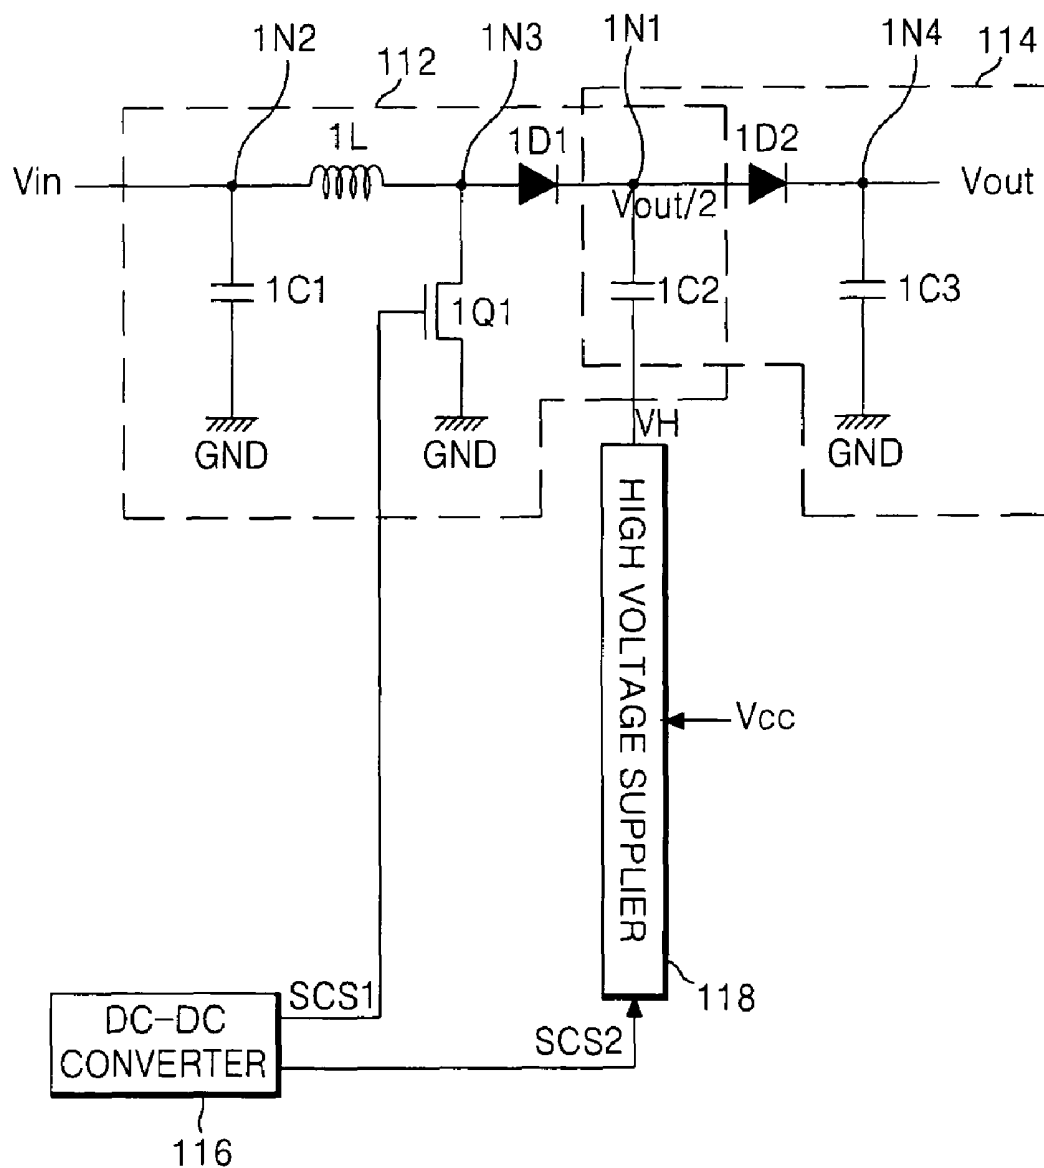 1N2
112
1N3
1N1
1N4
114
1L
1D1
1D2
Vin
Vout
Vout/2
1C1
1Q1
1C2
1C3
GND
GND
VH
GND
HIGH VOLTAGE SUPPLIER
Vcc
118
SCS1
DC-DC
CONVERTER
SCS2
116